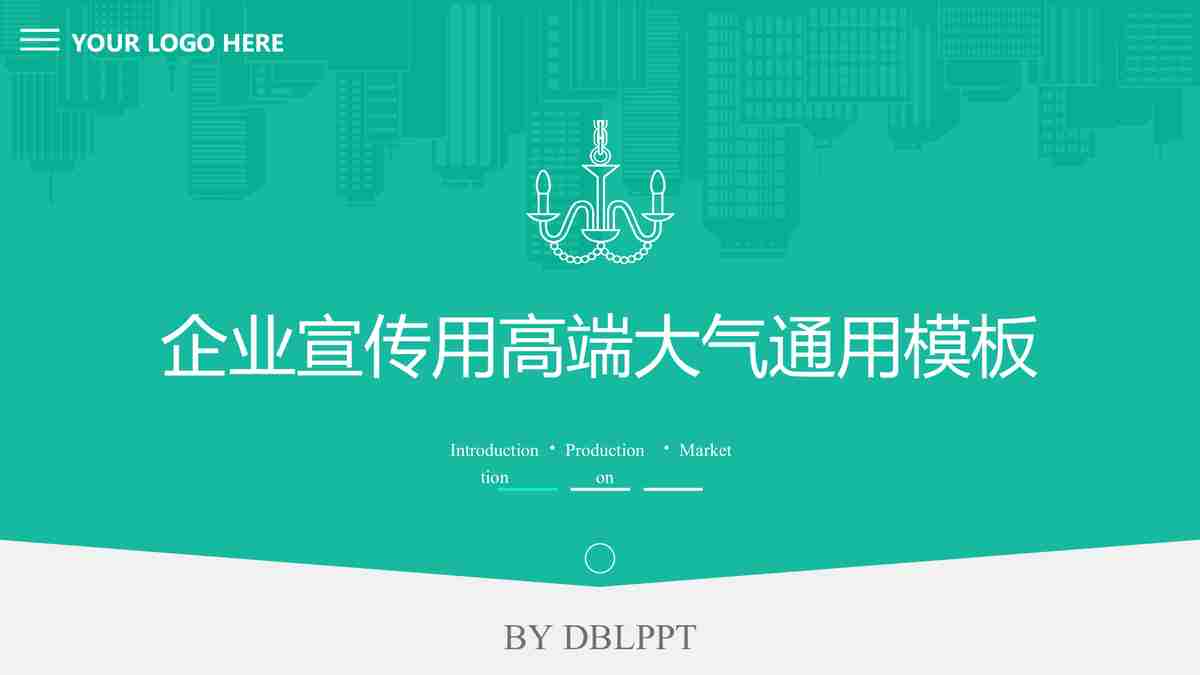 YOUR LOGO HERE
企业宣传用高端大气通用模板
Introduction · Production · Market
tion on
BY DBLPPT